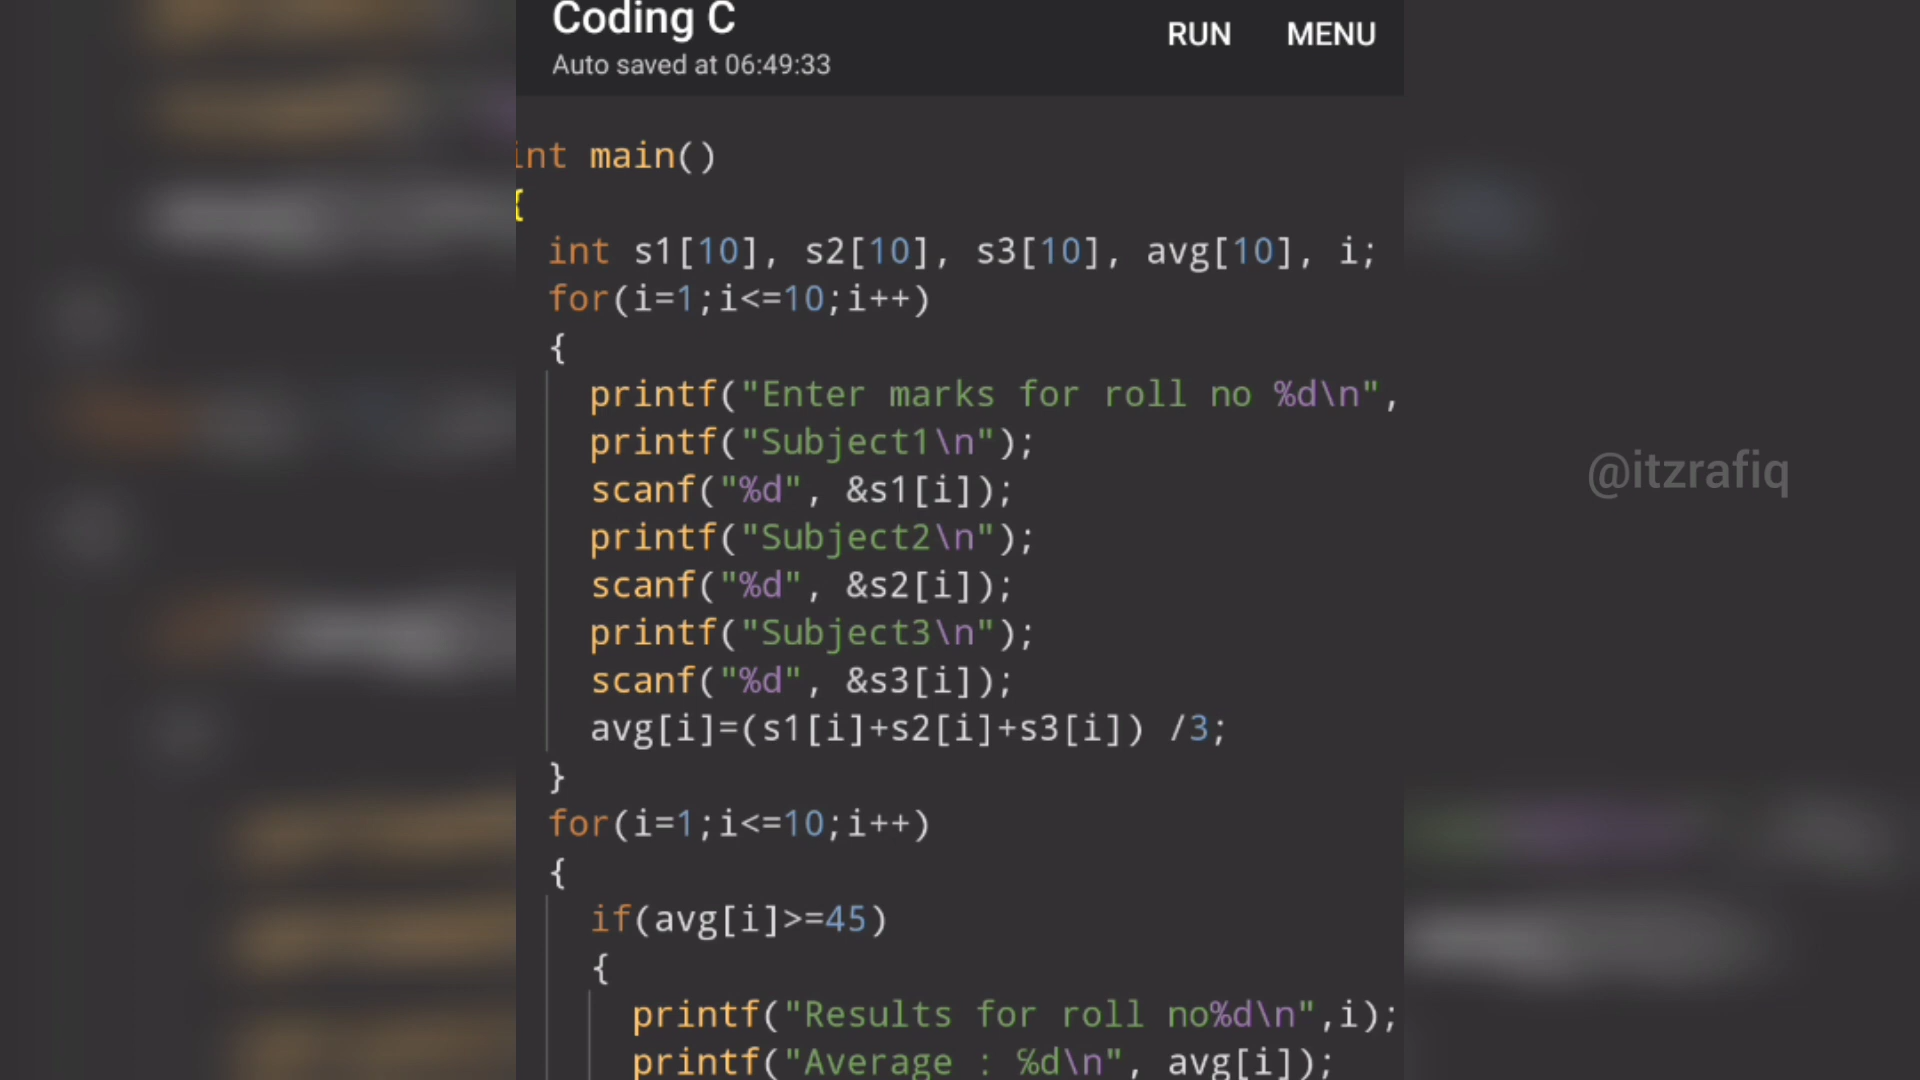 Coding C
RUN MENU
Auto saved at 06:49:33
int main()
{
int s1[10], s2[10], s3[10], avg[10], i;
for(i=1;i<=10;i++)
{
printf("Enter marks for roll no %d\n",
printf("Subject1\n");
scanf("%d", &s1[i]);
printf("Subject2\n");
scanf("%d", &s2[i]);
printf("Subject3\n");
scanf("%d", &s3[i]);
avg[i]=(s1[i]+s2[i]+s3[i]) /3;
}
for(i=1;i<=10;i++)
{
if(avg[i]>=45)
{
printf("Results for roll no%d\n",i);
printf("Average : %d\n", avg[i]);
@itzrafiq